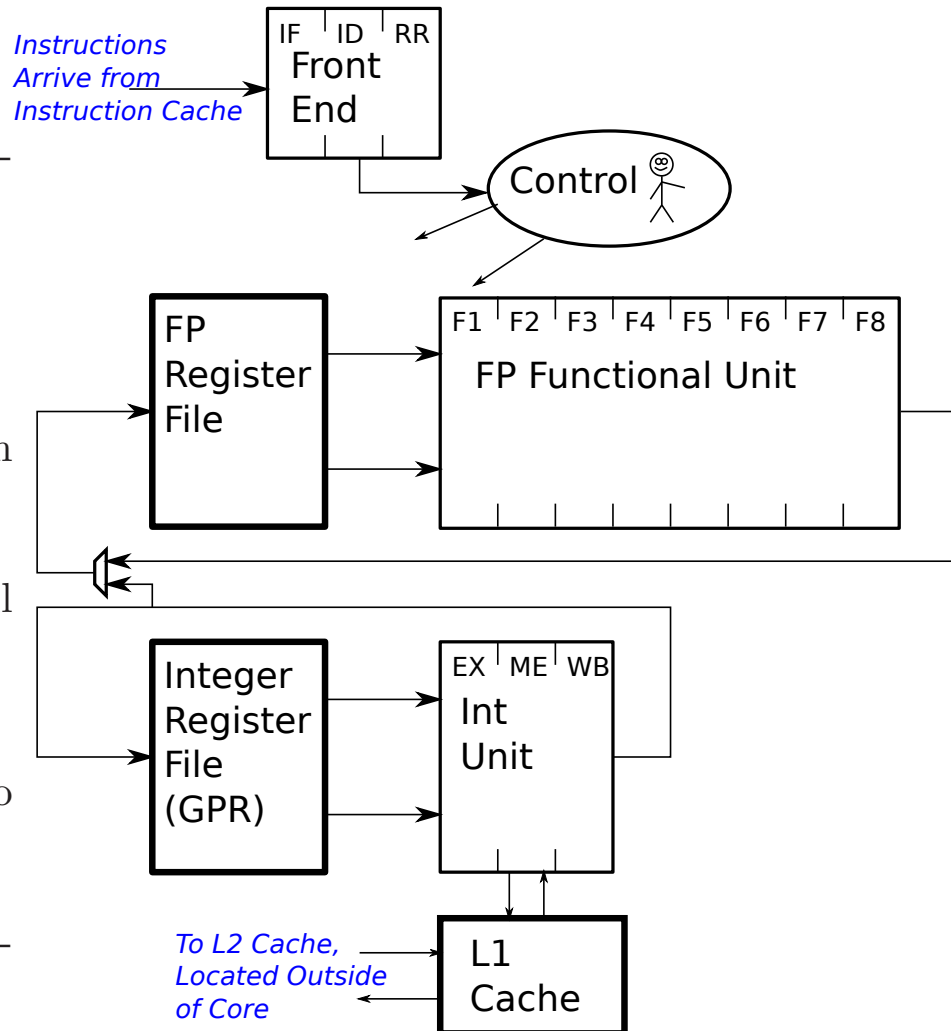 IF ID RR
Front
End
Instructions
Arrive from
Instruction Cache
Control
FP
Register
File
F1 F2 F3 F4 F5 F6 F7 F8
FP Functional Unit
n
l
Integer
Register
File
(GPR)
EX ME WB
Int
Unit
o
To L2 Cache,
Located Outside
of Core
L1
Cache